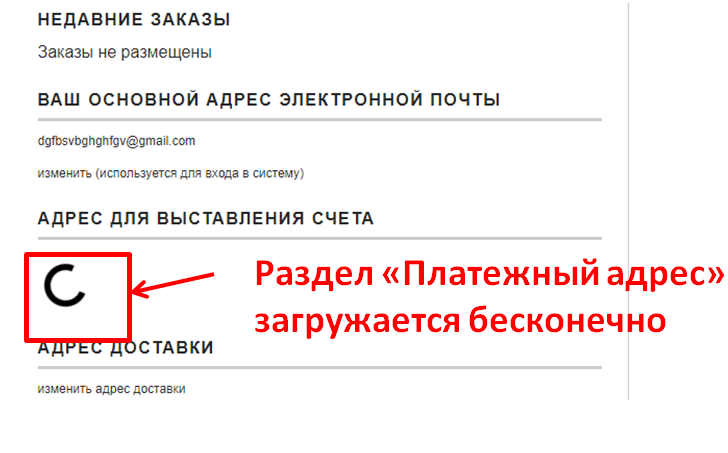 НЕДАВНИЕ ЗАКАЗЫ
Заказы не размещены
ВАШ ОСНОВНОЙ АДРЕС ЭЛЕКТРОННОЙ ПОЧТЫ
dgfbsvbghghfgv@gmail.com
изменить (используется для входа в систему)
АДРЕС ДЛЯ ВЫСТАВЛЕНИЯ СЧЕТА
Раздел «Платежный адрес»
загружается бесконечно
АДРЕС ДОСТАВКИ
изменить адрес доставки